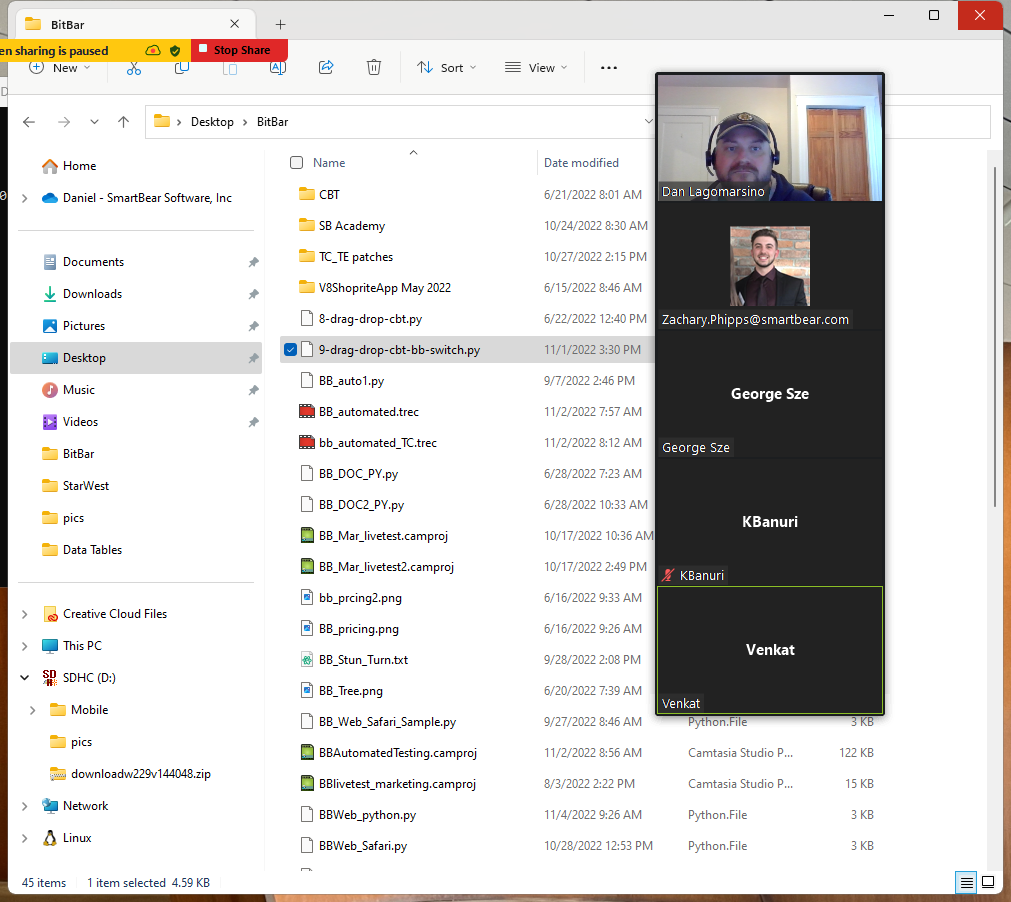 BitBar
en sharing is paused
Stop Share
New
Sort
View
Desktop
BitBar
Home
Daniel - SmartBear Software, Inc
Documents
Downloads
Pictures
Desktop
Music
Videos
BitBar
StarWest
pics
Data Tables
Creative Cloud Files
This PC
SDHC (D:)
Mobile
pics
downloadw229v144048.zip
Network
Linux
Name Date modified
CBT 6/21/2022 8:01 AM
SB Academy 10/24/2022 8:30 AM
TC_TE patches 10/27/2022 2:15 PM
V8ShopriteApp May 2022 6/15/2022 8:46 AM
8-drag-drop-cbt.py 6/22/2022 12:40 PM
9-drag-drop-cbt-bb-switch.py 11/1/2022 3:30 PM
BB_auto1.py 9/7/2022 2:46 PM
BB_automated.trec 11/2/2022 7:57 AM
bb_automated_TC.trec 11/2/2022 8:12 AM
BB_DOC_PY.py 6/28/2022 7:23 AM
BB_DOC2_PY.py 6/28/2022 10:33 AM
BB_Mar_livetest.camproj 10/17/2022 10:36 AM
BB_Mar_livetest2.camproj 10/17/2022 2:49 PM
bb_prcing2.png 6/16/2022 9:33 AM
BB_pricing.png 6/16/2022 9:26 AM
BB_Stun_Turn.txt 9/28/2022 2:08 PM
BB_Tree.png 6/20/2022 7:39 AM
BB_Web_Safari_Sample.py 9/27/2022 8:46 AM Python.File 3 KB
BBAutomatedTesting.camproj 11/2/2022 8:56 AM Camtasia Studio P... 122 KB
BBlivetest_marketing.camproj 8/3/2022 2:22 PM Camtasia Studio P... 15 KB
BBWeb_python.py 11/4/2022 9:26 AM Python.File 3 KB
BBWeb_Safari.py 10/28/2022 12:53 PM Python.File 3 KB
Dan Lagomarsino
Zachary.Phipps@smartbear.com
George Sze
George Sze
KBanuri
KBanuri
Venkat
Venkat
45 items 1 item selected 4.59 KB